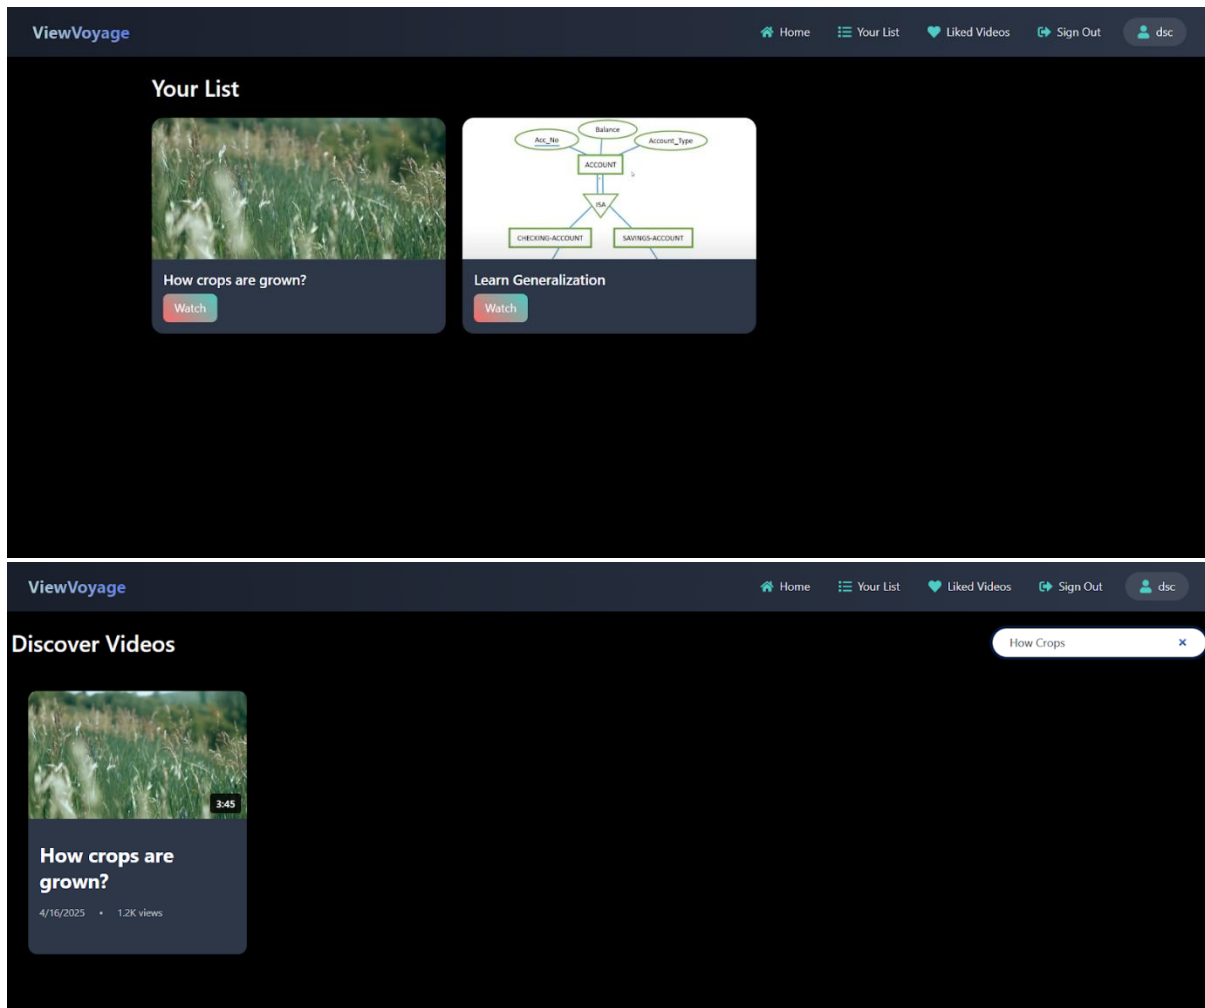 ViewVoyage
Home
Your List
Liked Videos
Sign Out
dsc
Your List
Acc_No
Balance
Account_Type
ACCOUNT
ISA
CHECKING-ACCOUNT
SAVINGS-ACCOUNT
How crops are grown?
Watch
Learn Generalization
Watch
ViewVoyage
Home
Your List
Liked Videos
Sign Out
dsc
Discover Videos
How Crops
3:45
How crops are
grown?
4/16/2025 • 1.2K views